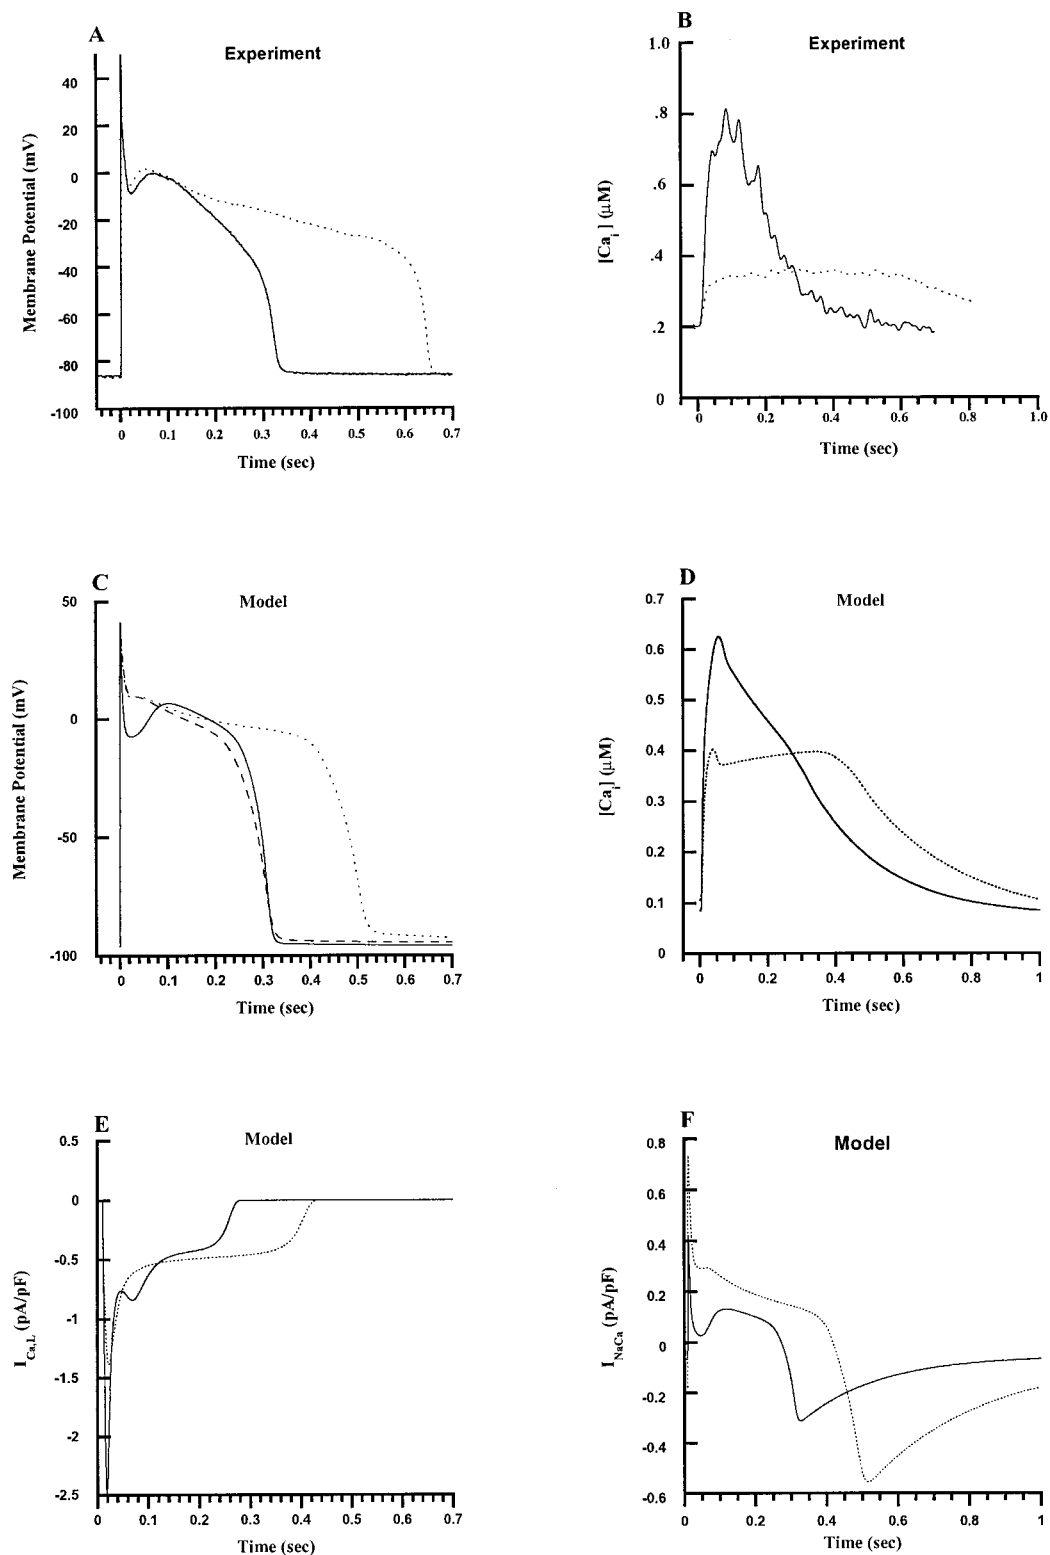 A
Experiment
Membrane Potential (mV)
40
20
0
-20
-40
-60
-80
-100
0 0.1 0.2 0.3 0.4 0.5 0.6 0.7
Time (sec)
B
Experiment
[Cai] (μM)
1.0
.8
.6
.4
0.2
0
0 0.2 0.4 0.6 0.8 1.0
Time (sec)
C
Model
Membrane Potential (mV)
50
0
-50
-100
0 0.1 0.2 0.3 0.4 0.5 0.6 0.7
Time (sec)
D
Model
[Cai] (μM)
0.7
0.6
0.5
0.4
0.3
0.2
0.1
0
0 0.2 0.4 0.6 0.8 1
Time (sec)
E
Model
ICa,L (pA/pF)
0.5
0
-0.5
-1
-1.5
-2
-2.5
0 0.1 0.2 0.3 0.4 0.5 0.6 0.7
Time (sec)
F
Model
INaCa (pA/pF)
0.8
0.6
0.4
0.2
0
-0.2
-0.4
-0.6
0 0.2 0.4 0.6 0.8 1
Time (sec)